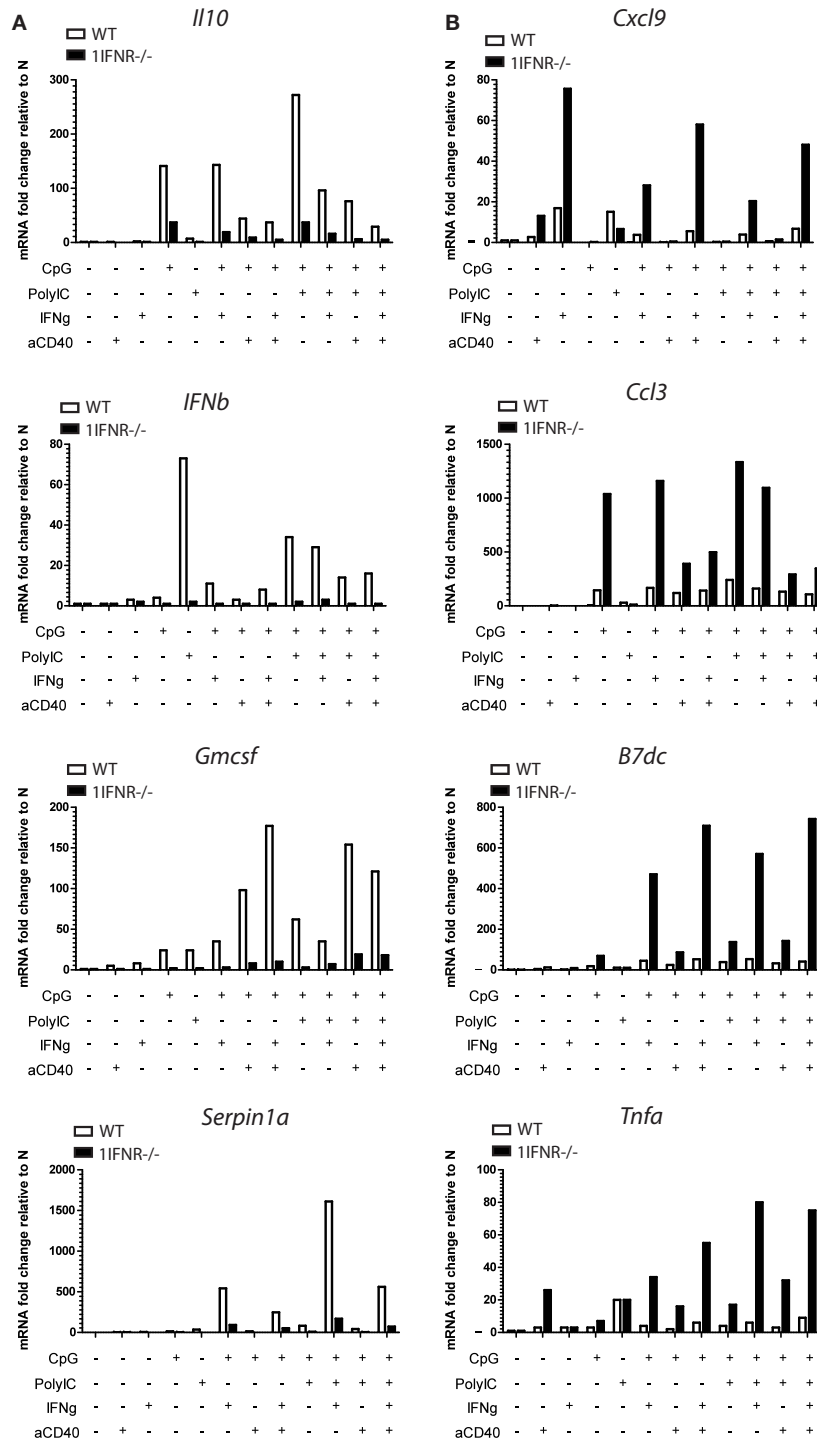 A
Il10
WT
1IFNR-/-
mRNA fold change relative to N
300
200
100
0
CpG - - - + - + + + + + + +
PolyIC - - - - + - - - + + + +
IFNg - - + - - + - + - + - +
aCD40 - + - - - - + + - - + +
IFNb
WT
1IFNR-/-
mRNA fold change relative to N
80
60
40
20
0
CpG - - - + - + + + + + + +
PolyIC - - - - + - - - + + + +
IFNg - - + - - + - + - + - +
aCD40 - + - - - - + + - - + +
Gmcsf
WT
1IFNR-/-
mRNA fold change relative to N
200
150
100
50
0
CpG - - - + - + + + + + + +
PolyIC - - - - + - - - + + + +
IFNg - - + - - + - + - + - +
aCD40 - + - - - - + + - - + +
Serpin1a
WT
1IFNR-/-
mRNA fold change relative to N
2000
1500
1000
500
0
CpG - - - + - + + + + + + +
PolyIC - - - - + - - - + + + +
IFNg - - + - - + - + - + - +
aCD40 - + - - - - + + - - + +
B
Cxcl9
WT
1IFNR-/-
mRNA fold change relative to N
80
60
40
20
0
CpG - - - + - + + + + + + +
PolyIC - - - - + - - - + + + +
IFNg - - + - - + - + - + - +
aCD40 - + - - - - + + - - + +
Ccl3
WT
1IFNR-/-
mRNA fold change relative to N
1500
1000
500
0
CpG - - - + - + + + + + + +
PolyIC - - - - + - - - + + + +
IFNg - - + - - + - + - + - +
aCD40 - + - - - - + + - - + +
B7dc
WT
1IFNR-/-
mRNA fold change relative to N
800
600
400
200
0
CpG - - - + - + + + + + + +
PolyIC - - - - + - - - + + + +
IFNg - - + - - + - + - + - +
aCD40 - + - - - - + + - - + +
Tnfa
WT
1IFNR-/-
mRNA fold change relative to N
100
80
60
40
20
0
CpG - - - + - + + + + + + +
PolyIC - - - - + - - - + + + +
IFNg - - + - - + - + - + - +
aCD40 - + - - - - + + - - + +